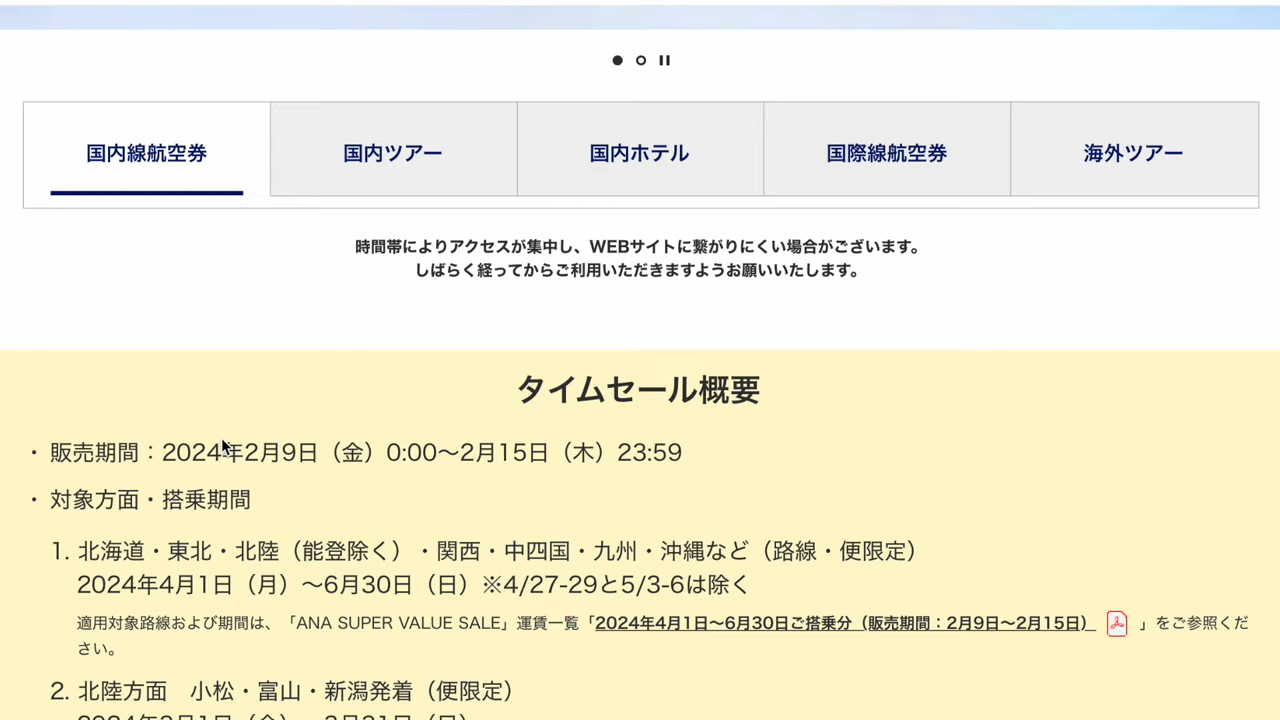 国内線航空券
国内ツアー
国内ホテル
国際線航空券
海外ツアー
時間帯によりアクセスが集中し、WEBサイトに繋がりにくい場合がございます。
しばらく経ってからご利用いただきますようお願いいたします。
タイムセール概要
・ 販売期間：2024年2月9日（金）0:00〜2月15日（木）23:59
・ 対象方面・搭乗期間
1. 北海道・東北・北陸（能登除く）・関西・中四国・九州・沖縄など（路線・便限定）
2024年4月1日（月）〜6月30日（日）※4/27-29と5/3-6は除く
適用対象路線および期間は、「ANA SUPER VALUE SALE」運賃一覧「2024年4月1日〜6月30日ご搭乗分（販売期間：2月9日〜2月15日）」をご参照くだ
さい。
2. 北陸方面　小松・富山・新潟発着（便限定）